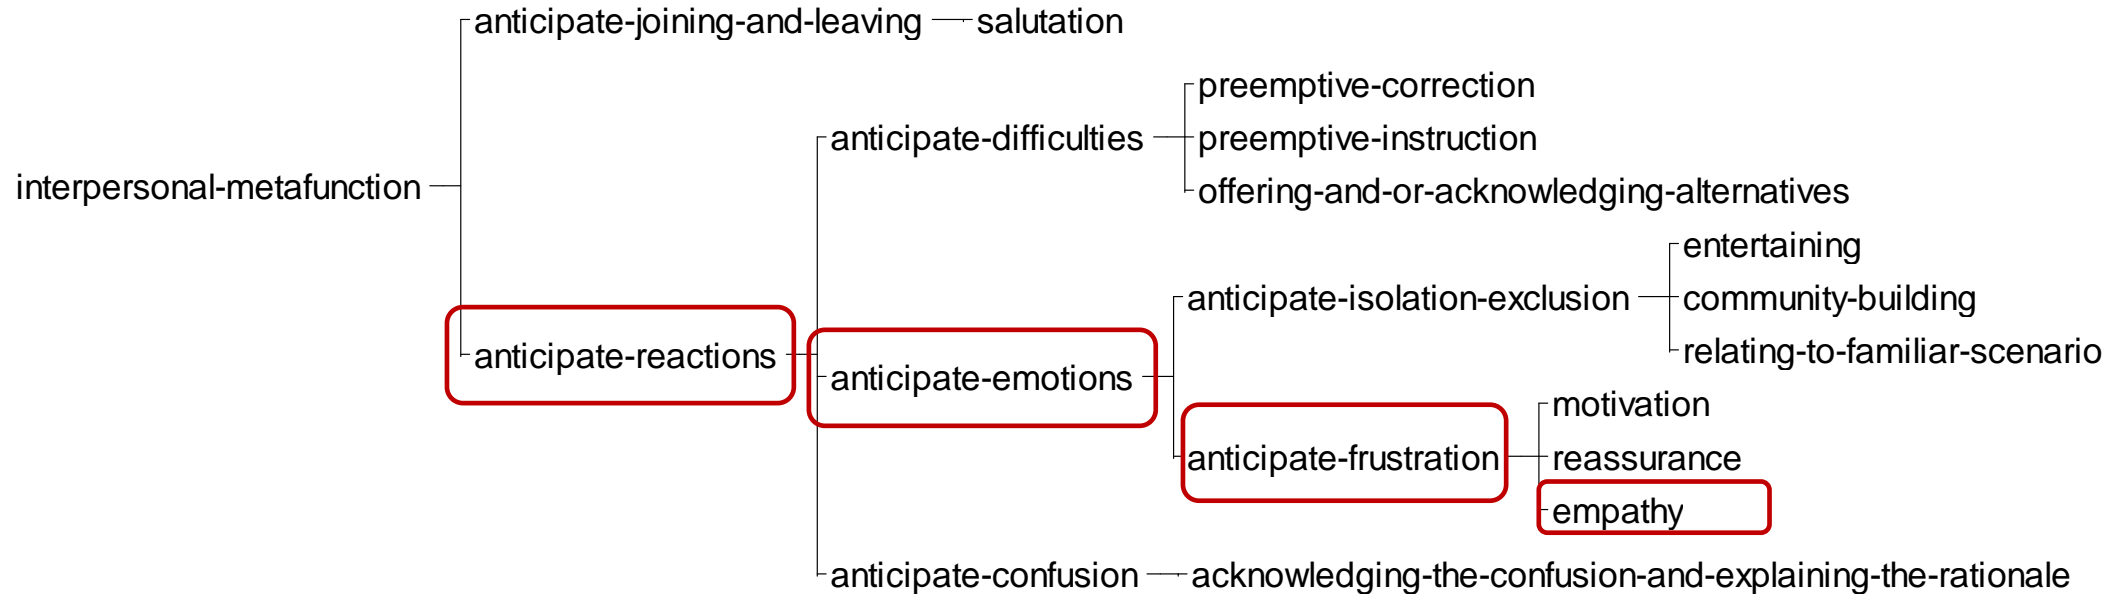 anticipate-joining-and-leaving salutation
preemptive-correction
anticipate-difficulties preemptive-instruction
interpersonal-metafunction offering-and-or-acknowledging-alternatives
entertaining
anticipate-isolation-exclusion community-building
anticipate-reactions relating-to-familiar-scenario
anticipate-emotions
motivation
anticipate-frustration reassurance
empathy
anticipate-confusion acknowledging-the-confusion-and-explaining-the-rationale